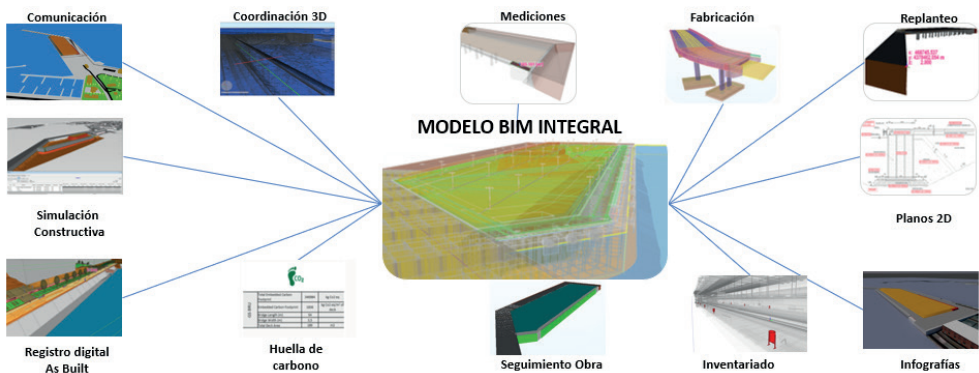 Comunicación
Coordinación 3D
Mediciones
Fabricación
Replanteo
MODELO BIM INTEGRAL
Simulación
Constructiva
Planos 2D
CO₂
Registro digital
As Built
Huella de
carbono
Seguimiento Obra
Inventariado
Infografías